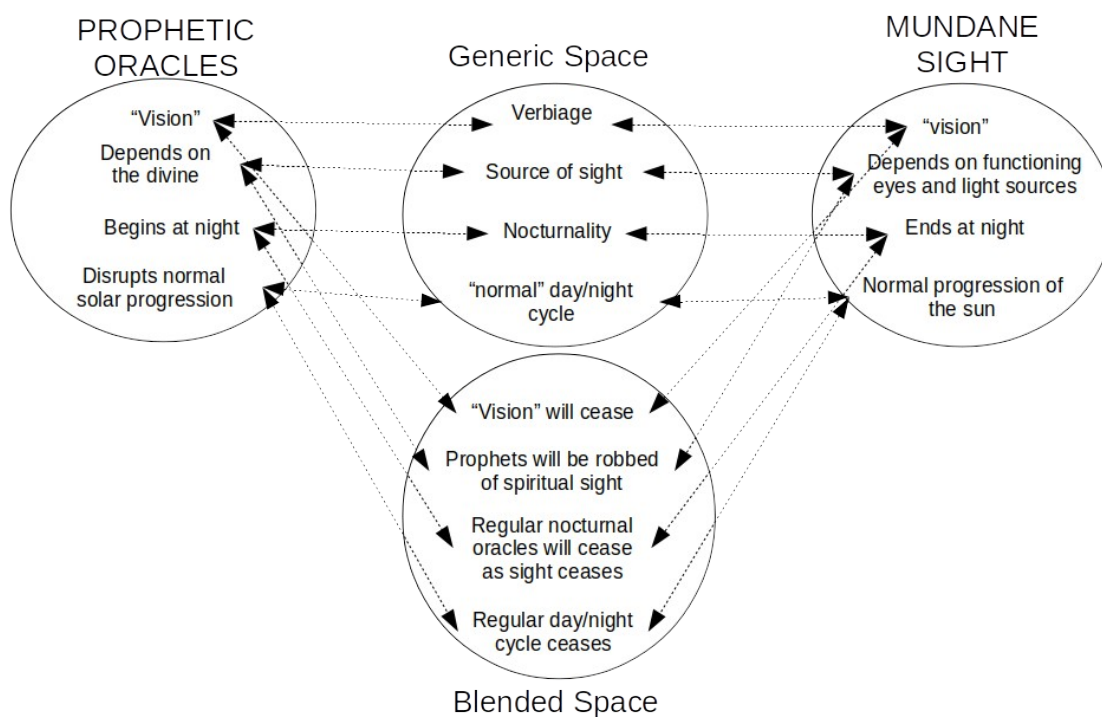 PROPHETIC
ORACLES
“Vision”
Depends on
the divine
Begins at night
Disrupts normal
solar progression
Generic Space
Verbiage
Source of sight
Nocturnality
“normal” day/night
cycle
MUNDANE
SIGHT
“vision”
Depends on functioning
eyes and light sources
Ends at night
Normal progression of
the sun
“Vision” will cease
Prophets will be robbed
of spiritual sight
Regular nocturnal
oracles will cease
as sight ceases
Regular day/night
cycle ceases
Blended Space